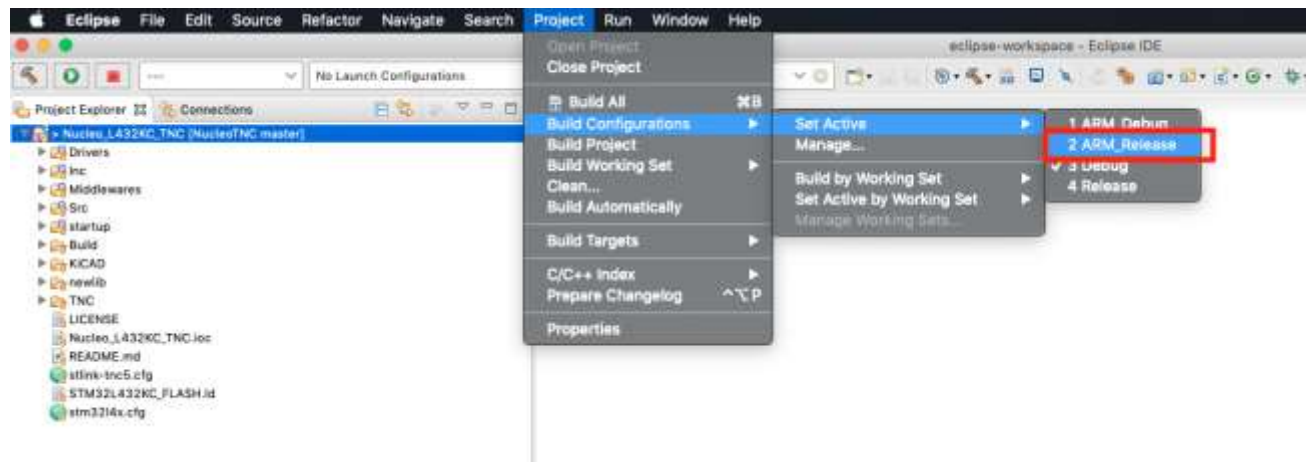 Eclipse File Edit Source Refactor Navigate Search Project Run Window Help
eclipse-workspace - Eclipse IDE
No Launch Configurations
Project Explorer Connections
> Nucleo_L432KC_TNC [NucleoTNC master]
Drivers
Inc
Middlewares
Src
startup
Build
KiCAD
newlib
TNC
LICENSE
Nucleo_L432KC_TNC.ioc
README.md
stlink-tnc5.cfg
STM32L432KC_FLASH.ld
stm32l4x.cfg
Open Project
Close Project
Build All ⌘B
Build Configurations
Build Project
Build Working Set
Clean...
Build Automatically
Build Targets
C/C++ Index
Prepare Changelog ^⌥P
Properties
Set Active
Manage...
Build by Working Set
Set Active by Working Set
Manage Working Sets...
1 ARM_Debug
2 ARM_Release
✓ 3 Debug
4 Release